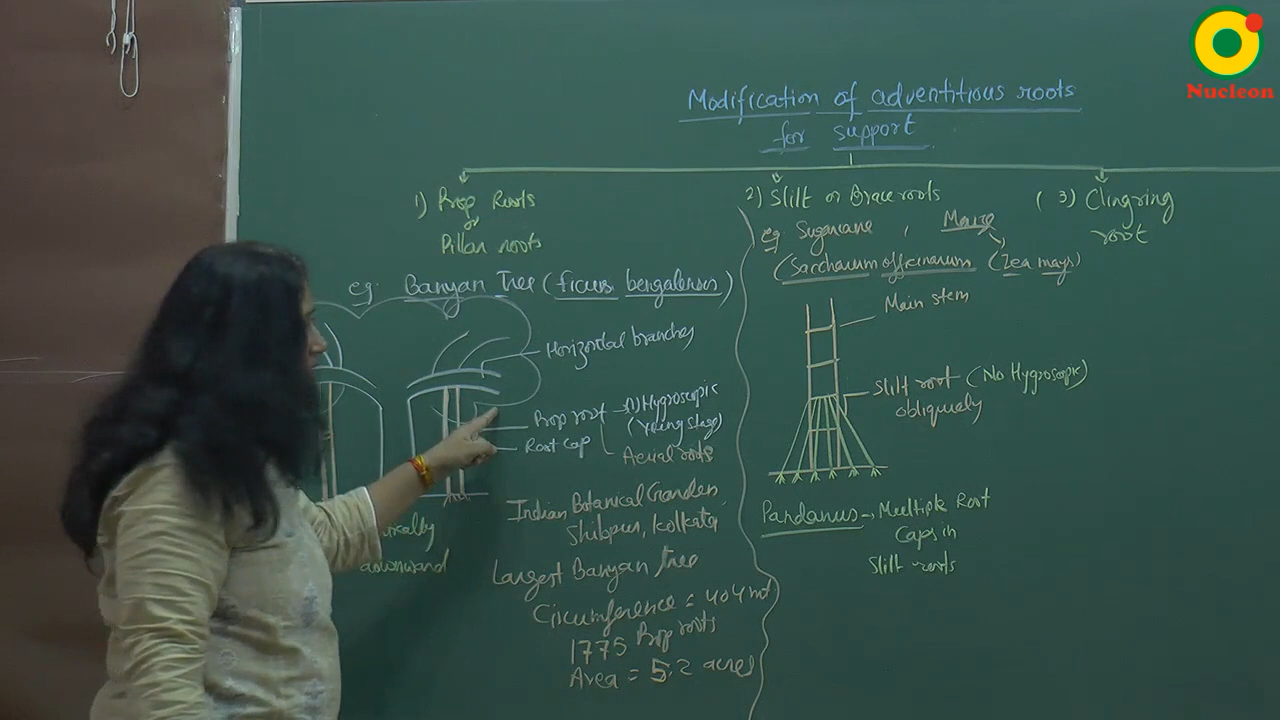 Nucleon
Modification of adventitious roots
for support
1) Prop Roots
or
Pillar roots
eg: Banyan Tree (ficus bengalensis)
Horizontal branches
Prop root → (1) Hygroscopic
(Young stage)
Root Cap
Aerial roots
downward
Indian Botanical Garden
Shibpur, Kolkata
Largest Banyan tree
Circumference = 404 mt
1775 Prop roots
Area = 5.2 acres
2) Stilt or Brace roots
eg Sugarcane , Maize
(Saccharum officinarum (Zea mays)
Main stem
Stilt root (No Hygroscopic)
obliquely
Pandanus → Multiple Root
Caps in
Stilt roots
(3) Clingring
root